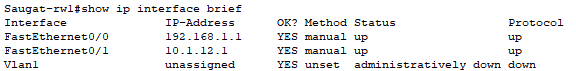 Saugat-rwl#show ip interface brief
Interface IP-Address OK? Method Status Protocol
FastEthernet0/0 192.168.1.1 YES manual up up
FastEthernet0/1 10.1.12.1 YES manual up up
Vlan1 unassigned YES unset administratively down down